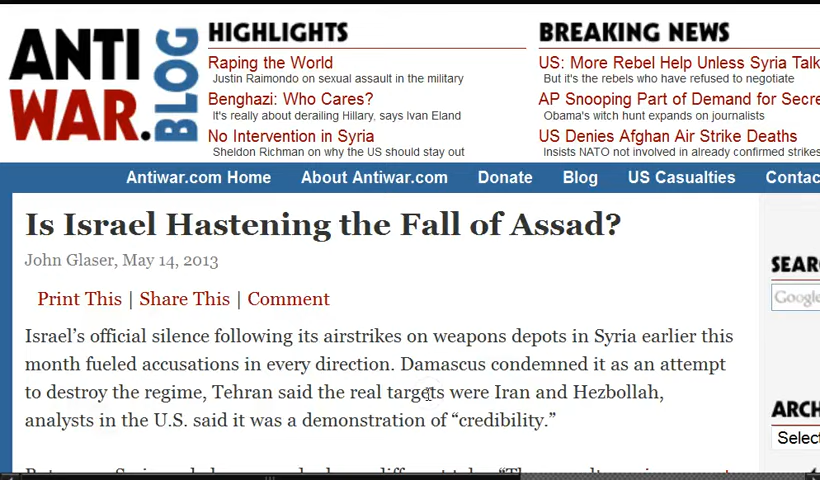 ANTI
WAR.
BLOG
HIGHLIGHTS
Raping the World
Justin Raimondo on sexual assault in the military
Benghazi: Who Cares?
It's really about derailing Hillary, says Ivan Eland
No Intervention in Syria
Sheldon Richman on why the US should stay out
BREAKING NEWS
US: More Rebel Help Unless Syria Talk
But it's the rebels who have refused to negotiate
AP Snooping Part of Demand for Secre
Obama's witch hunt expands on journalists
US Denies Afghan Air Strike Deaths
Insists NATO not involved in already confirmed strikes
Antiwar.com Home About Antiwar.com Donate Blog US Casualties Contac
Is Israel Hastening the Fall of Assad?
John Glaser, May 14, 2013
Print This | Share This | Comment
Israel's official silence following its airstrikes on weapons depots in Syria earlier this
month fueled accusations in every direction. Damascus condemned it as an attempt
to destroy the regime, Tehran said the real targets were Iran and Hezbollah,
analysts in the U.S. said it was a demonstration of “credibility.”
SEAR
Google
ARCH
Select